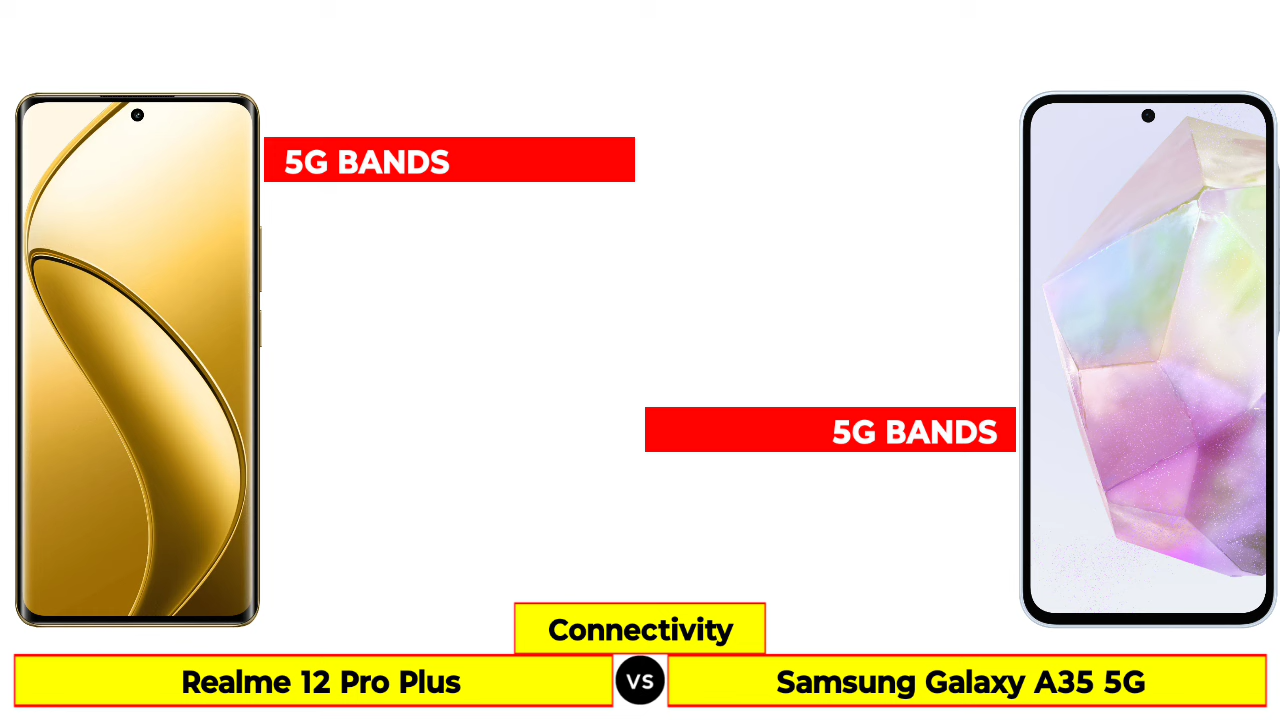 5G BANDS
5G BANDS
Connectivity
Realme 12 Pro Plus VS Samsung Galaxy A35 5G